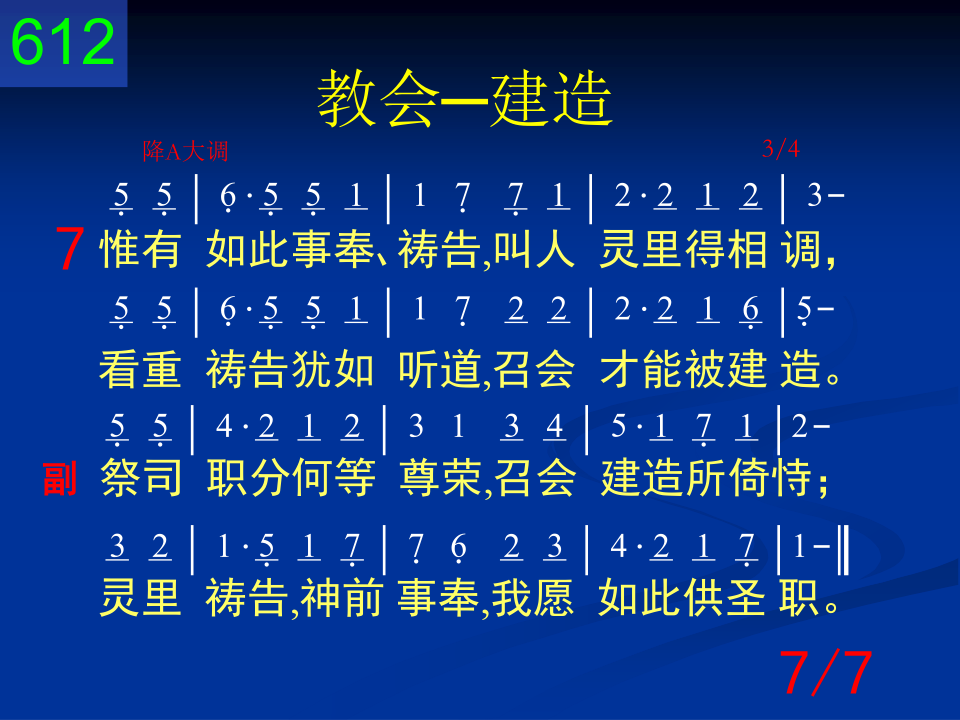 612
教会—建造
降A大调 3/4
5 5 | 6·5 5 1 | 1 7 7 1 | 2·2 1 2 | 3-
7 惟有 如此事奉、祷告,叫人 灵里得相 调，
5 5 | 6·5 5 1 | 1 7 2 2 | 2·2 1 6 | 5-
看重 祷告犹如 听道,召会 才能被建 造。
5 5 | 4·2 1 2 | 3 1 3 4 | 5·1 7 1 | 2-
副 祭司 职分何等 尊荣,召会 建造所倚恃；
3 2 | 1·5 1 7 | 7 6 2 3 | 4·2 1 7 | 1-‖
灵里 祷告,神前 事奉,我愿 如此供圣 职。
7/7